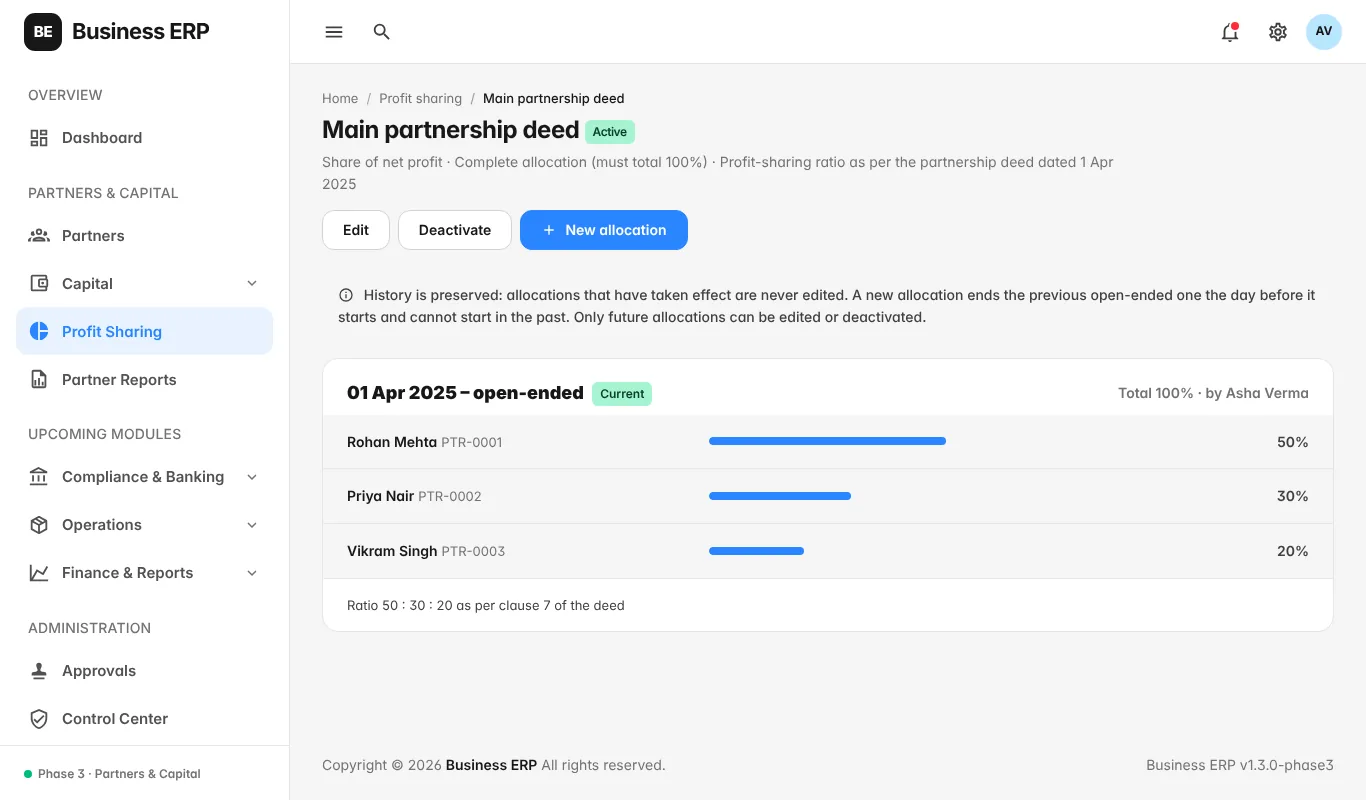 BE Business ERP
OVERVIEW
Dashboard
PARTNERS & CAPITAL
Partners
Capital
Profit Sharing
Partner Reports
UPCOMING MODULES
Compliance & Banking
Operations
Finance & Reports
ADMINISTRATION
Approvals
Control Center
Phase 3 · Partners & Capital
AV
Home / Profit sharing / Main partnership deed
Main partnership deed Active
Share of net profit · Complete allocation (must total 100%) · Profit-sharing ratio as per the partnership deed dated 1 Apr
2025
Edit Deactivate + New allocation
History is preserved: allocations that have taken effect are never edited. A new allocation ends the previous open-ended one the day before it
starts and cannot start in the past. Only future allocations can be edited or deactivated.
01 Apr 2025 – open-ended Current Total 100% · by Asha Verma
Rohan Mehta PTR-0001 50%
Priya Nair PTR-0002 30%
Vikram Singh PTR-0003 20%
Ratio 50 : 30 : 20 as per clause 7 of the deed
Copyright © 2026 Business ERP All rights reserved. Business ERP v1.3.0-phase3